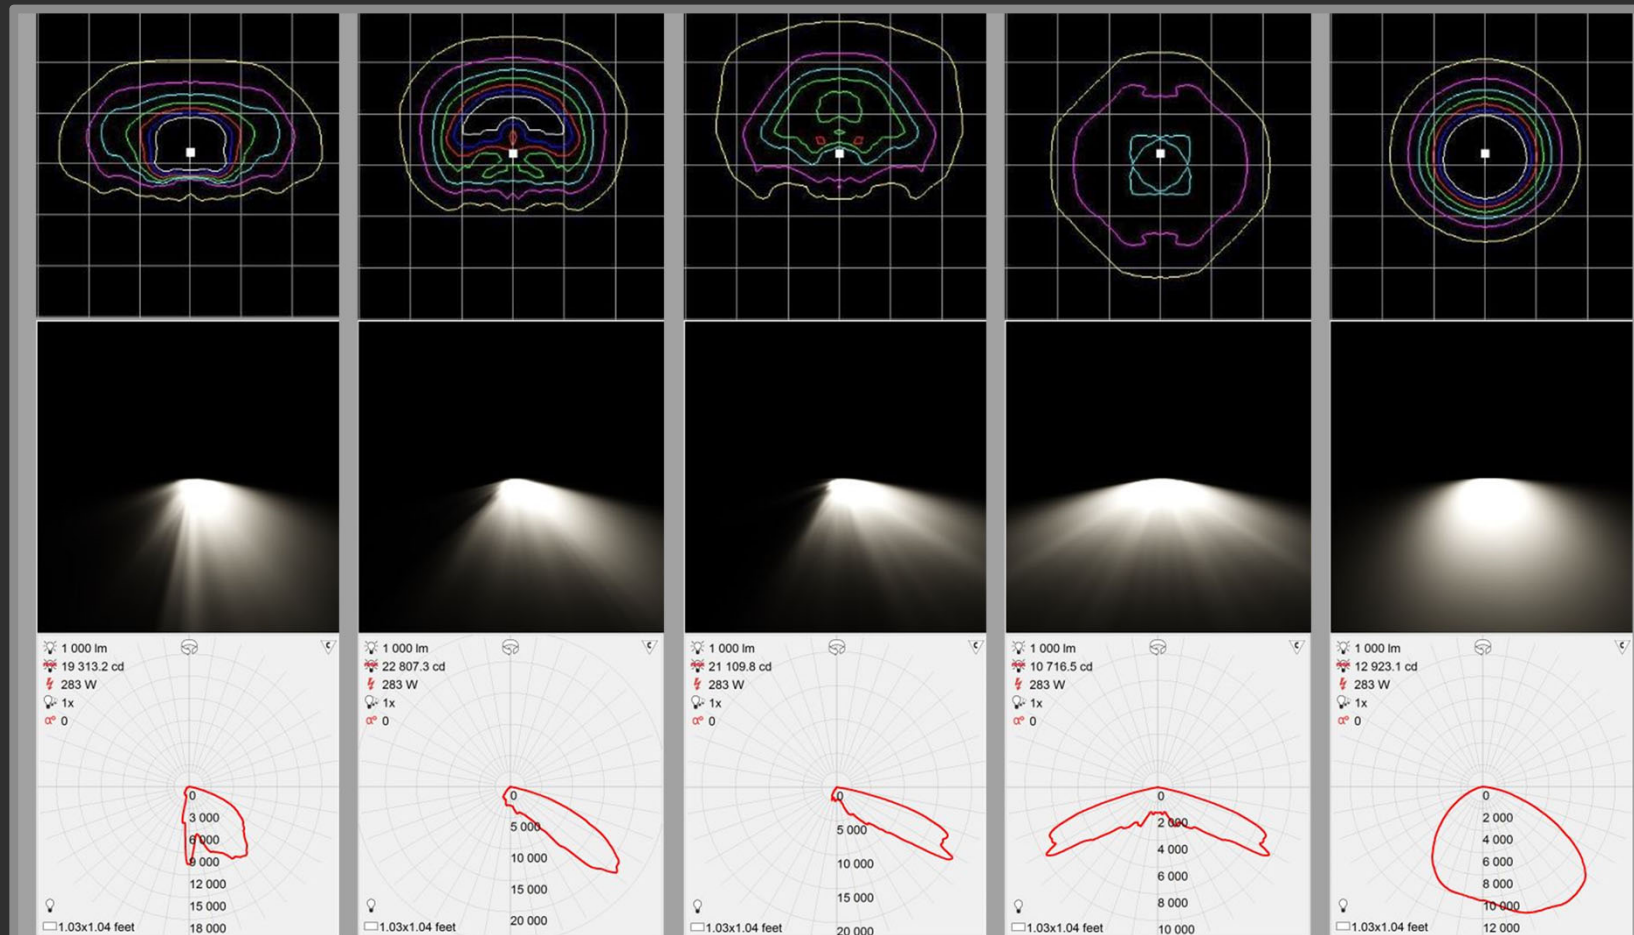 1 000 lm
19 313.2 cd
283 W
1x
α° 0
C
0
3 000
6 000
9 000
12 000
15 000
18 000
1.03x1.04 feet
1 000 lm
22 807.3 cd
283 W
1x
α° 0
C
0
5 000
10 000
15 000
20 000
1.03x1.04 feet
1 000 lm
21 109.8 cd
283 W
1x
α° 0
C
0
5 000
10 000
15 000
20 000
1.03x1.04 feet
1 000 lm
10 716.5 cd
283 W
1x
α° 0
C
0
2 000
4 000
6 000
8 000
10 000
1.03x1.04 feet
1 000 lm
12 923.1 cd
283 W
1x
α° 0
C
0
2 000
4 000
6 000
8 000
10 000
12 000
1.03x1.04 feet